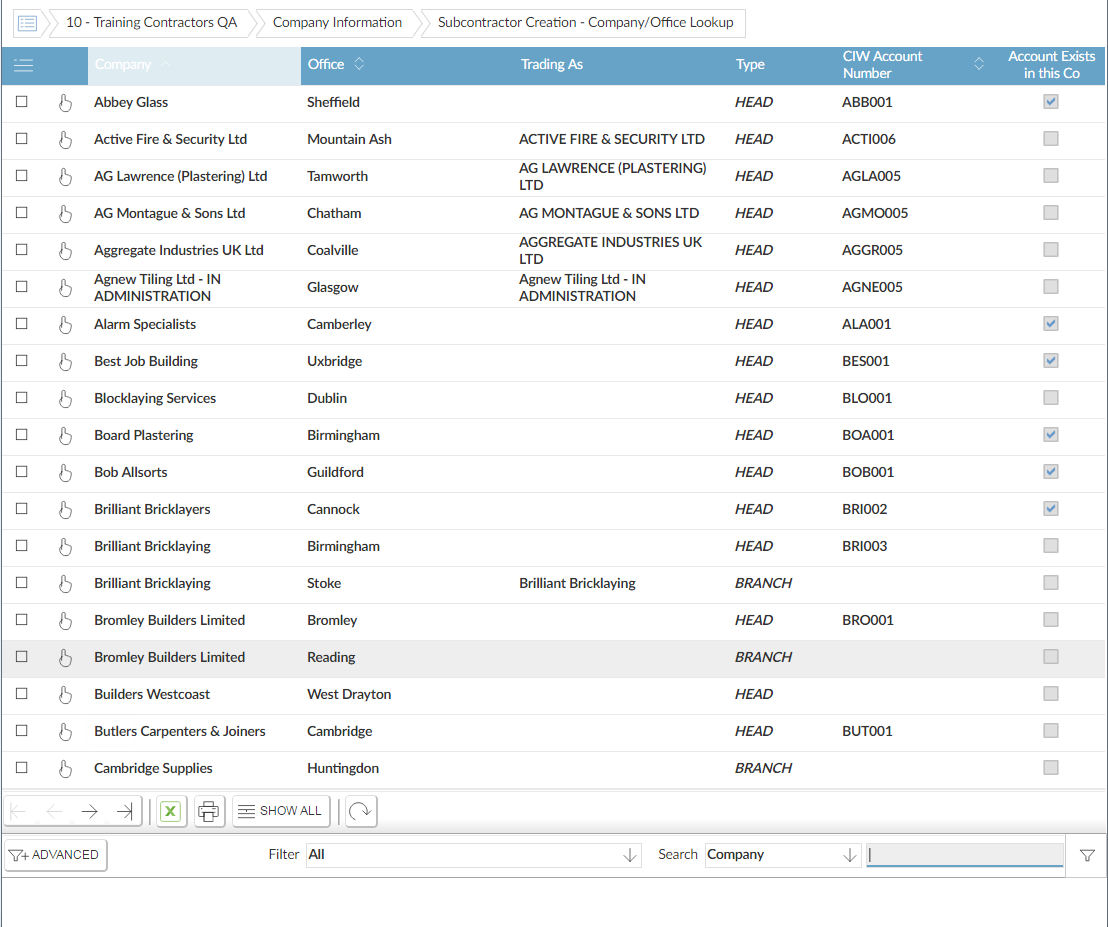 10 - Training Contractors QA Company Information Subcontractor Creation - Company/Office Lookup
Company Office Trading As Type CIW Account Number Account Exists in this Co
Abbey Glass Sheffield HEAD ABB001
Active Fire & Security Ltd Mountain Ash ACTIVE FIRE & SECURITY LTD HEAD ACTI006
AG Lawrence (Plastering) Ltd Tamworth AG LAWRENCE (PLASTERING) LTD HEAD AGLA005
AG Montague & Sons Ltd Chatham AG MONTAGUE & SONS LTD HEAD AGMO005
Aggregate Industries UK Ltd Coalville AGGREGATE INDUSTRIES UK LTD HEAD AGGR005
Agnew Tiling Ltd - IN ADMINISTRATION Glasgow Agnew Tiling Ltd - IN ADMINISTRATION HEAD AGNE005
Alarm Specialists Camberley HEAD ALA001
Best Job Building Uxbridge HEAD BES001
Blocklaying Services Dublin HEAD BLO001
Board Plastering Birmingham HEAD BOA001
Bob Allsorts Guildford HEAD BOB001
Brilliant Bricklayers Cannock HEAD BRI002
Brilliant Bricklaying Birmingham HEAD BRI003
Brilliant Bricklaying Stoke Brilliant Bricklaying BRANCH
Bromley Builders Limited Bromley HEAD BRO001
Bromley Builders Limited Reading BRANCH
Builders Westcoast West Drayton HEAD
Butlers Carpenters & Joiners Cambridge HEAD BUT001
Cambridge Supplies Huntingdon BRANCH
SHOW ALL
ADVANCED Filter All Search Company